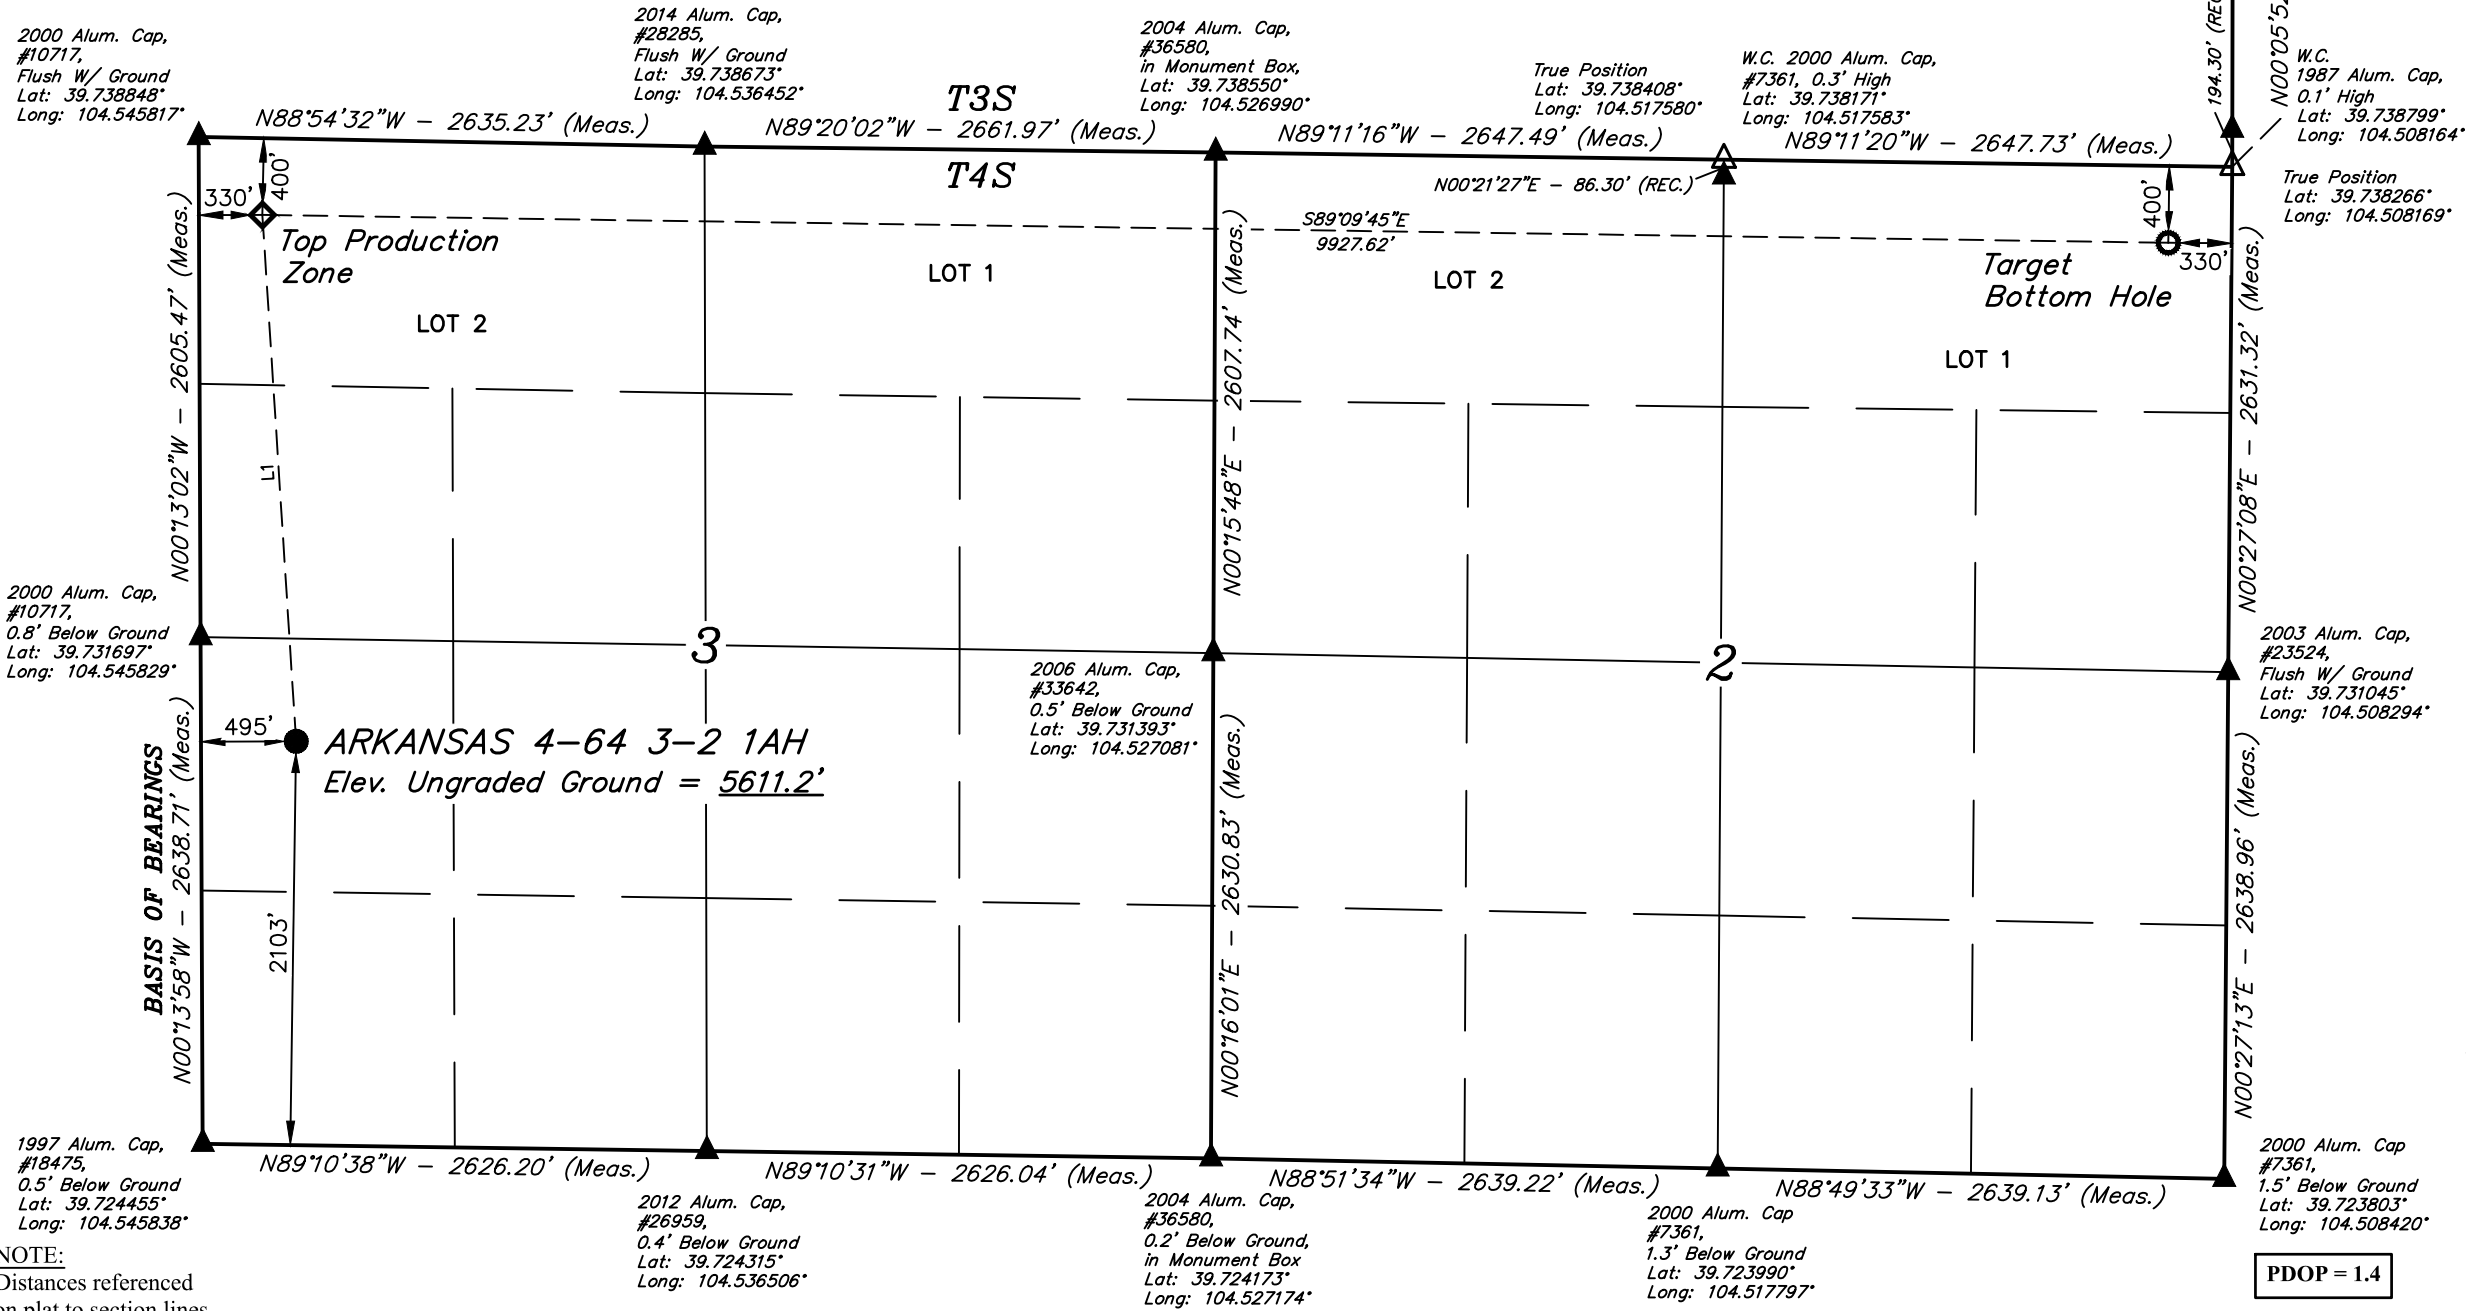 2000 Alum. Cap,
#10717,
Flush W/ Ground
Lat: 39.738848°
Long: 104.545817°
2014 Alum. Cap,
#28285,
Flush W/ Ground
Lat: 39.738673°
Long: 104.536452°
2004 Alum. Cap,
#36580,
in Monument Box,
Lat: 39.738550°
Long: 104.526990°
True Position
Lat: 39.738408°
Long: 104.517580°
W.C. 2000 Alum. Cap,
#7361, 0.3' High
Lat: 39.738171°
Long: 104.517583°
194.30' (REC
N00°05'52
W.C.
1987 Alum. Cap,
0.1' High
Lat: 39.738799°
Long: 104.508164°
True Position
Lat: 39.738266°
Long: 104.508169°
N88°54'32"W - 2635.23' (Meas.)
T3S
N89°20'02"W - 2661.97' (Meas.)
T4S
N89°11'16"W - 2647.49' (Meas.)
N89°11'20"W - 2647.73' (Meas.)
N00°21'27"E - 86.30' (REC.)
400'
330'
Top Production
Zone
S89°09'45"E
9927.62'
400'
330'
Target
Bottom Hole
LOT 2
LOT 1
LOT 2
LOT 1
N00°13'02"W - 2605.47' (Meas.)
L1
N00°15'48"E - 2607.74' (Meas.)
N00°27'08"E - 2631.32' (Meas.)
2000 Alum. Cap,
#10717,
0.8' Below Ground
Lat: 39.731697°
Long: 104.545829°
3
2
2006 Alum. Cap,
#33642,
0.5' Below Ground
Lat: 39.731393°
Long: 104.527081°
2003 Alum. Cap,
#23524,
Flush W/ Ground
Lat: 39.731045°
Long: 104.508294°
495'
ARKANSAS 4-64 3-2 1AH
Elev. Ungraded Ground = 5611.2'
BASIS OF BEARINGS
N00°13'58"W - 2638.71' (Meas.)
2103'
N00°16'01"E - 2630.83' (Meas.)
N00°27'13"E - 2638.96' (Meas.)
N89°10'38"W - 2626.20' (Meas.)
N89°10'31"W - 2626.04' (Meas.)
N88°51'34"W - 2639.22' (Meas.)
N88°49'33"W - 2639.13' (Meas.)
1997 Alum. Cap,
#18475,
0.5' Below Ground
Lat: 39.724455°
Long: 104.545838°
2012 Alum. Cap,
#26959,
0.4' Below Ground
Lat: 39.724315°
Long: 104.536506°
2004 Alum. Cap,
#36580,
0.2' Below Ground,
in Monument Box
Lat: 39.724173°
Long: 104.527174°
2000 Alum. Cap
#7361,
1.3' Below Ground
Lat: 39.723990°
Long: 104.517797°
2000 Alum. Cap
#7361,
1.5' Below Ground
Lat: 39.723803°
Long: 104.508420°
NOTE:
Distances referenced
on plat to section lines
PDOP = 1.4